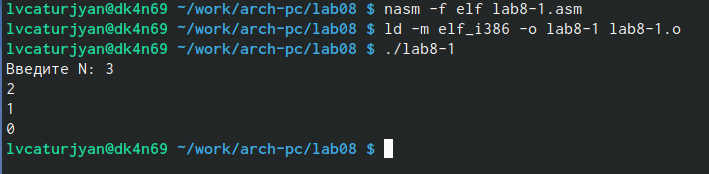 lvcaturjyan@dk4n69 ~/work/arch-pc/lab08 $ nasm -f elf lab8-1.asm
lvcaturjyan@dk4n69 ~/work/arch-pc/lab08 $ ld -m elf_i386 -o lab8-1 lab8-1.o
lvcaturjyan@dk4n69 ~/work/arch-pc/lab08 $ ./lab8-1
Введите N: 3
2
1
0
lvcaturjyan@dk4n69 ~/work/arch-pc/lab08 $